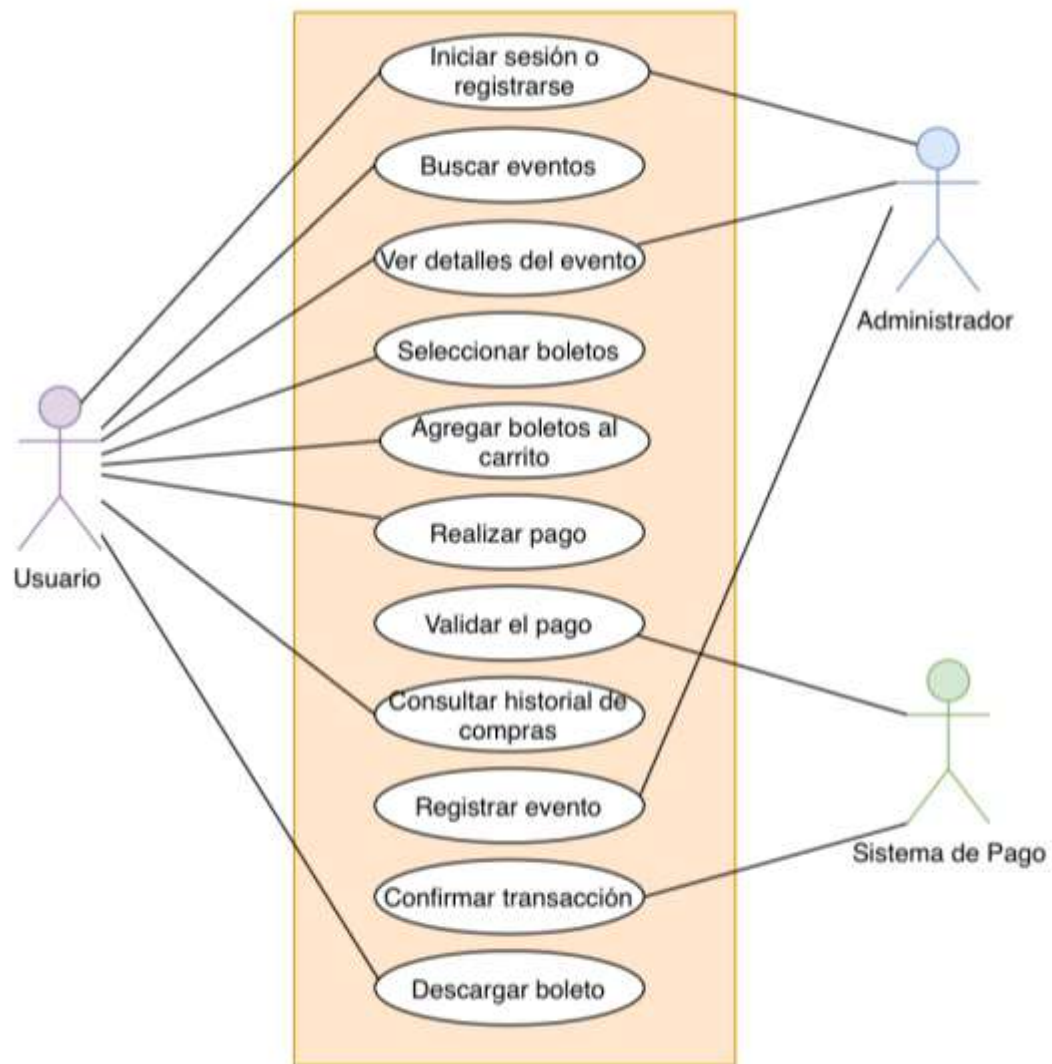 Iniciar sesión o
registrarse
Buscar eventos
Ver detalles del evento
Administrador
Seleccionar boletos
Agregar boletos al
carrito
Realizar pago
Usuario
Validar el pago
Consultar historial de
compras
Registrar evento
Sistema de Pago
Confirmar transacción
Descargar boleto